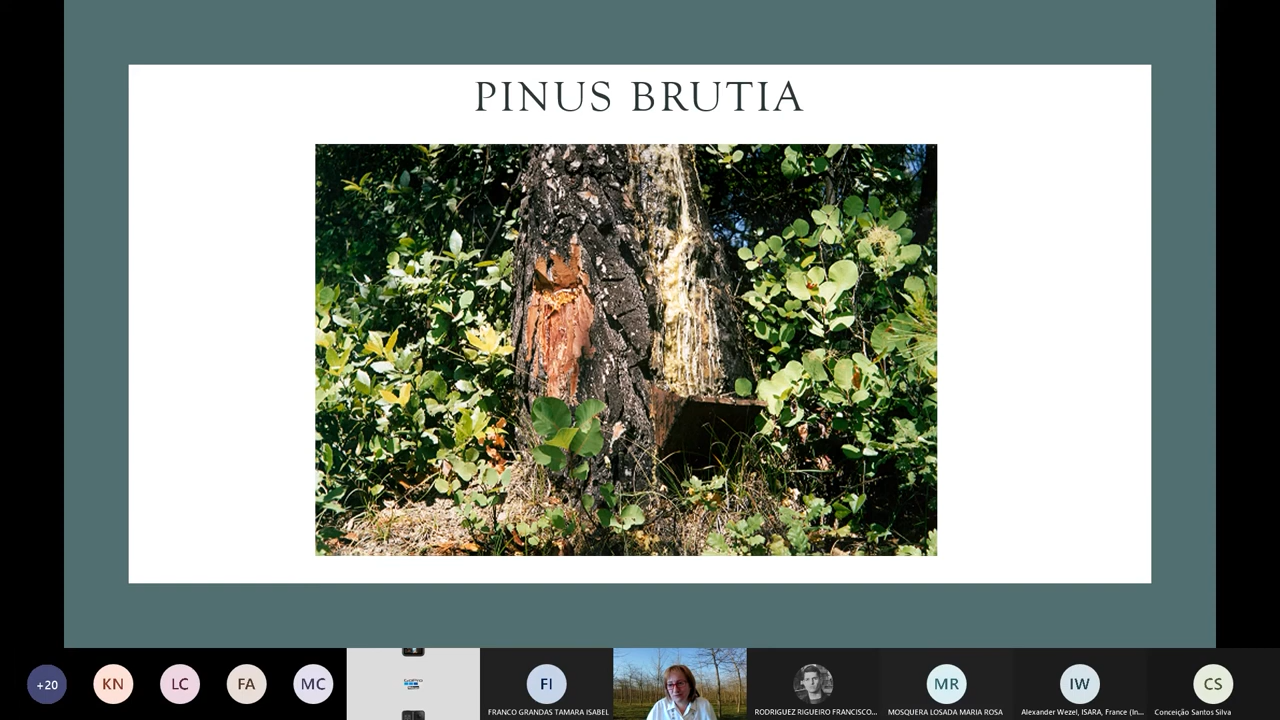 PINUS BRUTIA
+20
KN
LC
FA
MC
GoPro
FI
FRANCO GRANDAS TAMARA ISABEL
RODRIGUEZ RIGUEIRO FRANCISCO...
MR
MOSQUERA LOSADA MARIA ROSA
IW
Alexander Wezel, ISARA, France (In...
CS
Conceição Santos Silva